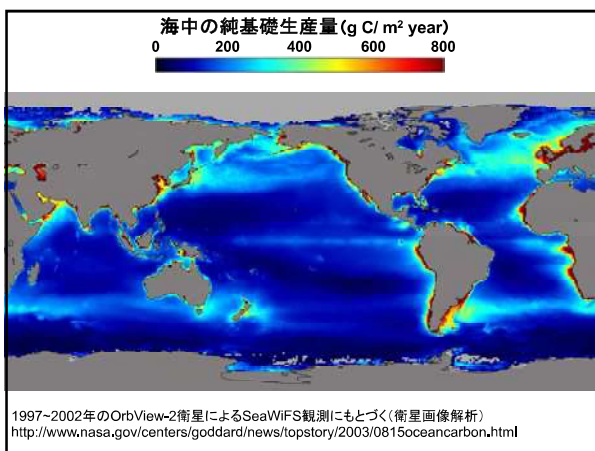 海中の純基礎生産量(g C/ m² year)
0 200 400 600 800
1997~2002年のOrbView-2衛星によるSeaWiFS観測にもとづく(衛星画像解析)
http://www.nasa.gov/centers/goddard/news/topstory/2003/0815oceancarbon.html